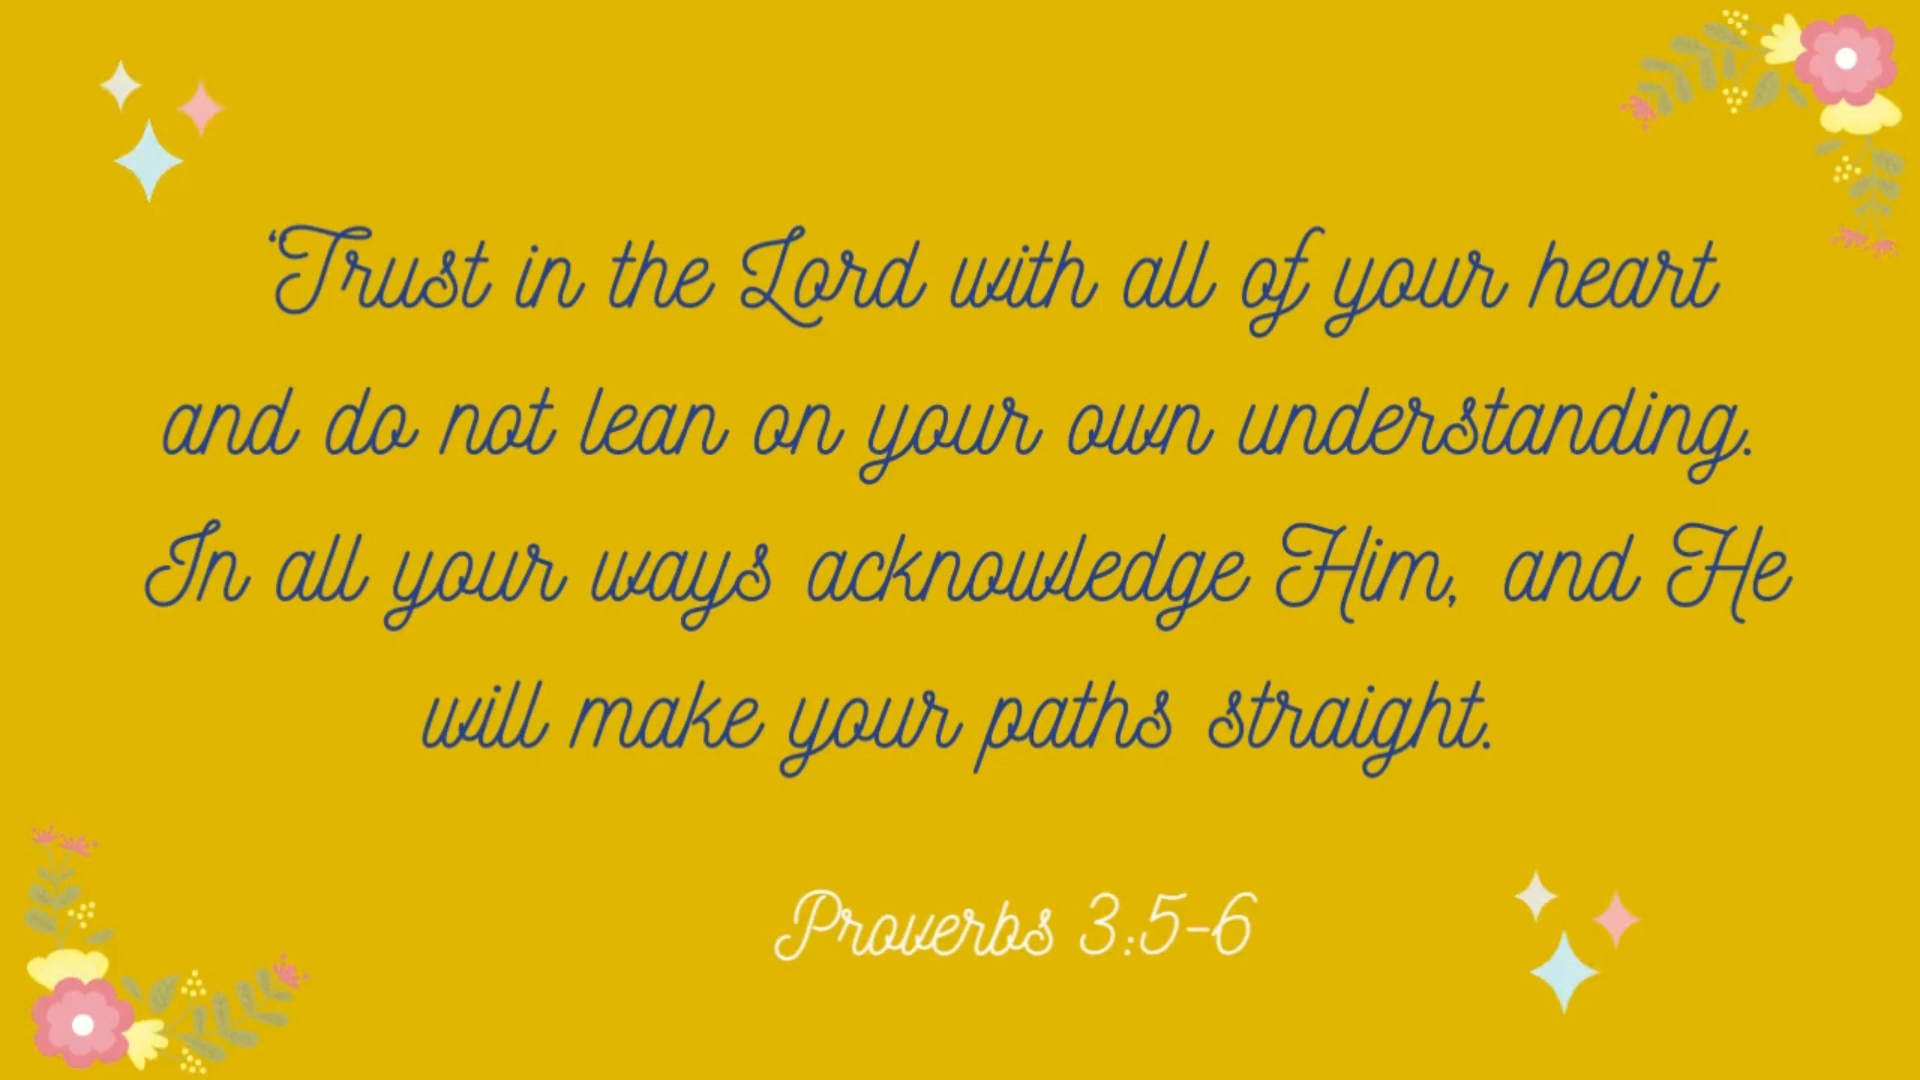 “Trust in the Lord with all of your heart
and do not lean on your own understanding.
In all your ways acknowledge Him, and He
will make your paths straight.
Proverbs 3:5-6